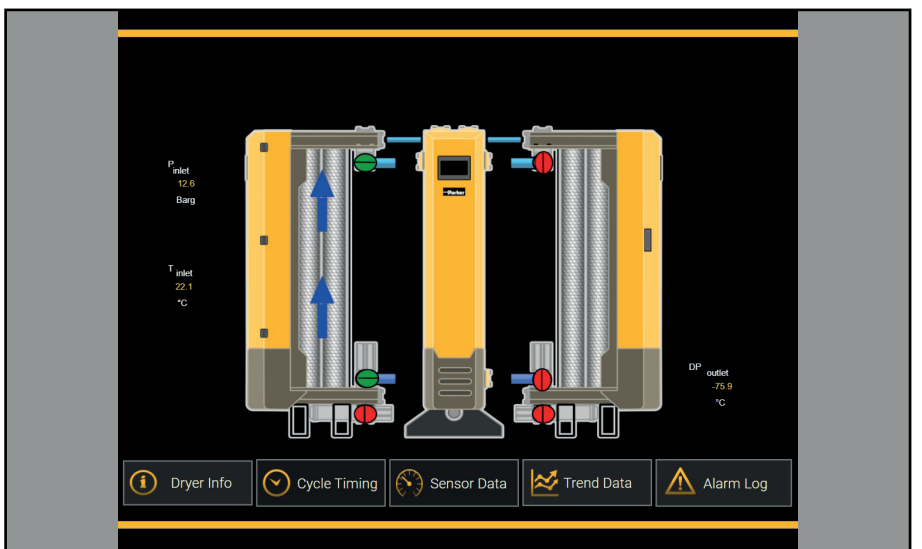 P inlet
12.6
Barg
Parker
T inlet
22.1
°C
DP outlet
-75.9
°C
Dryer Info
Cycle Timing
Sensor Data
Trend Data
Alarm Log